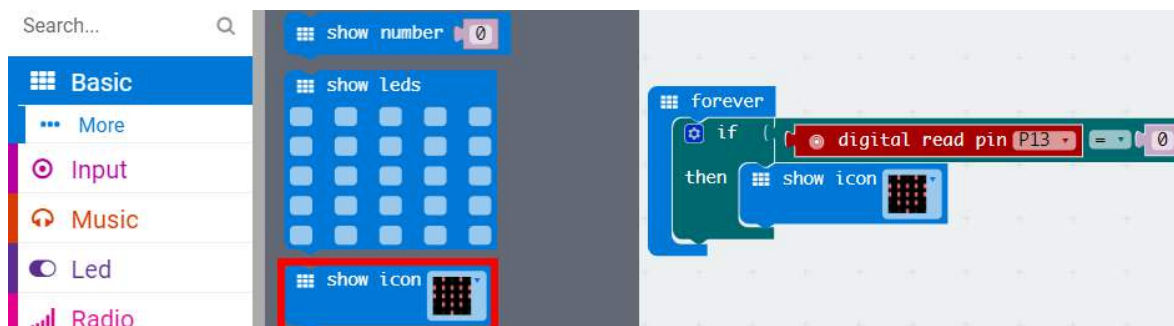 Search...
Basic
More
Input
Music
Led
Radio
show number 0
show leds
show icon
forever
if digital read pin P13 = 0
then show icon